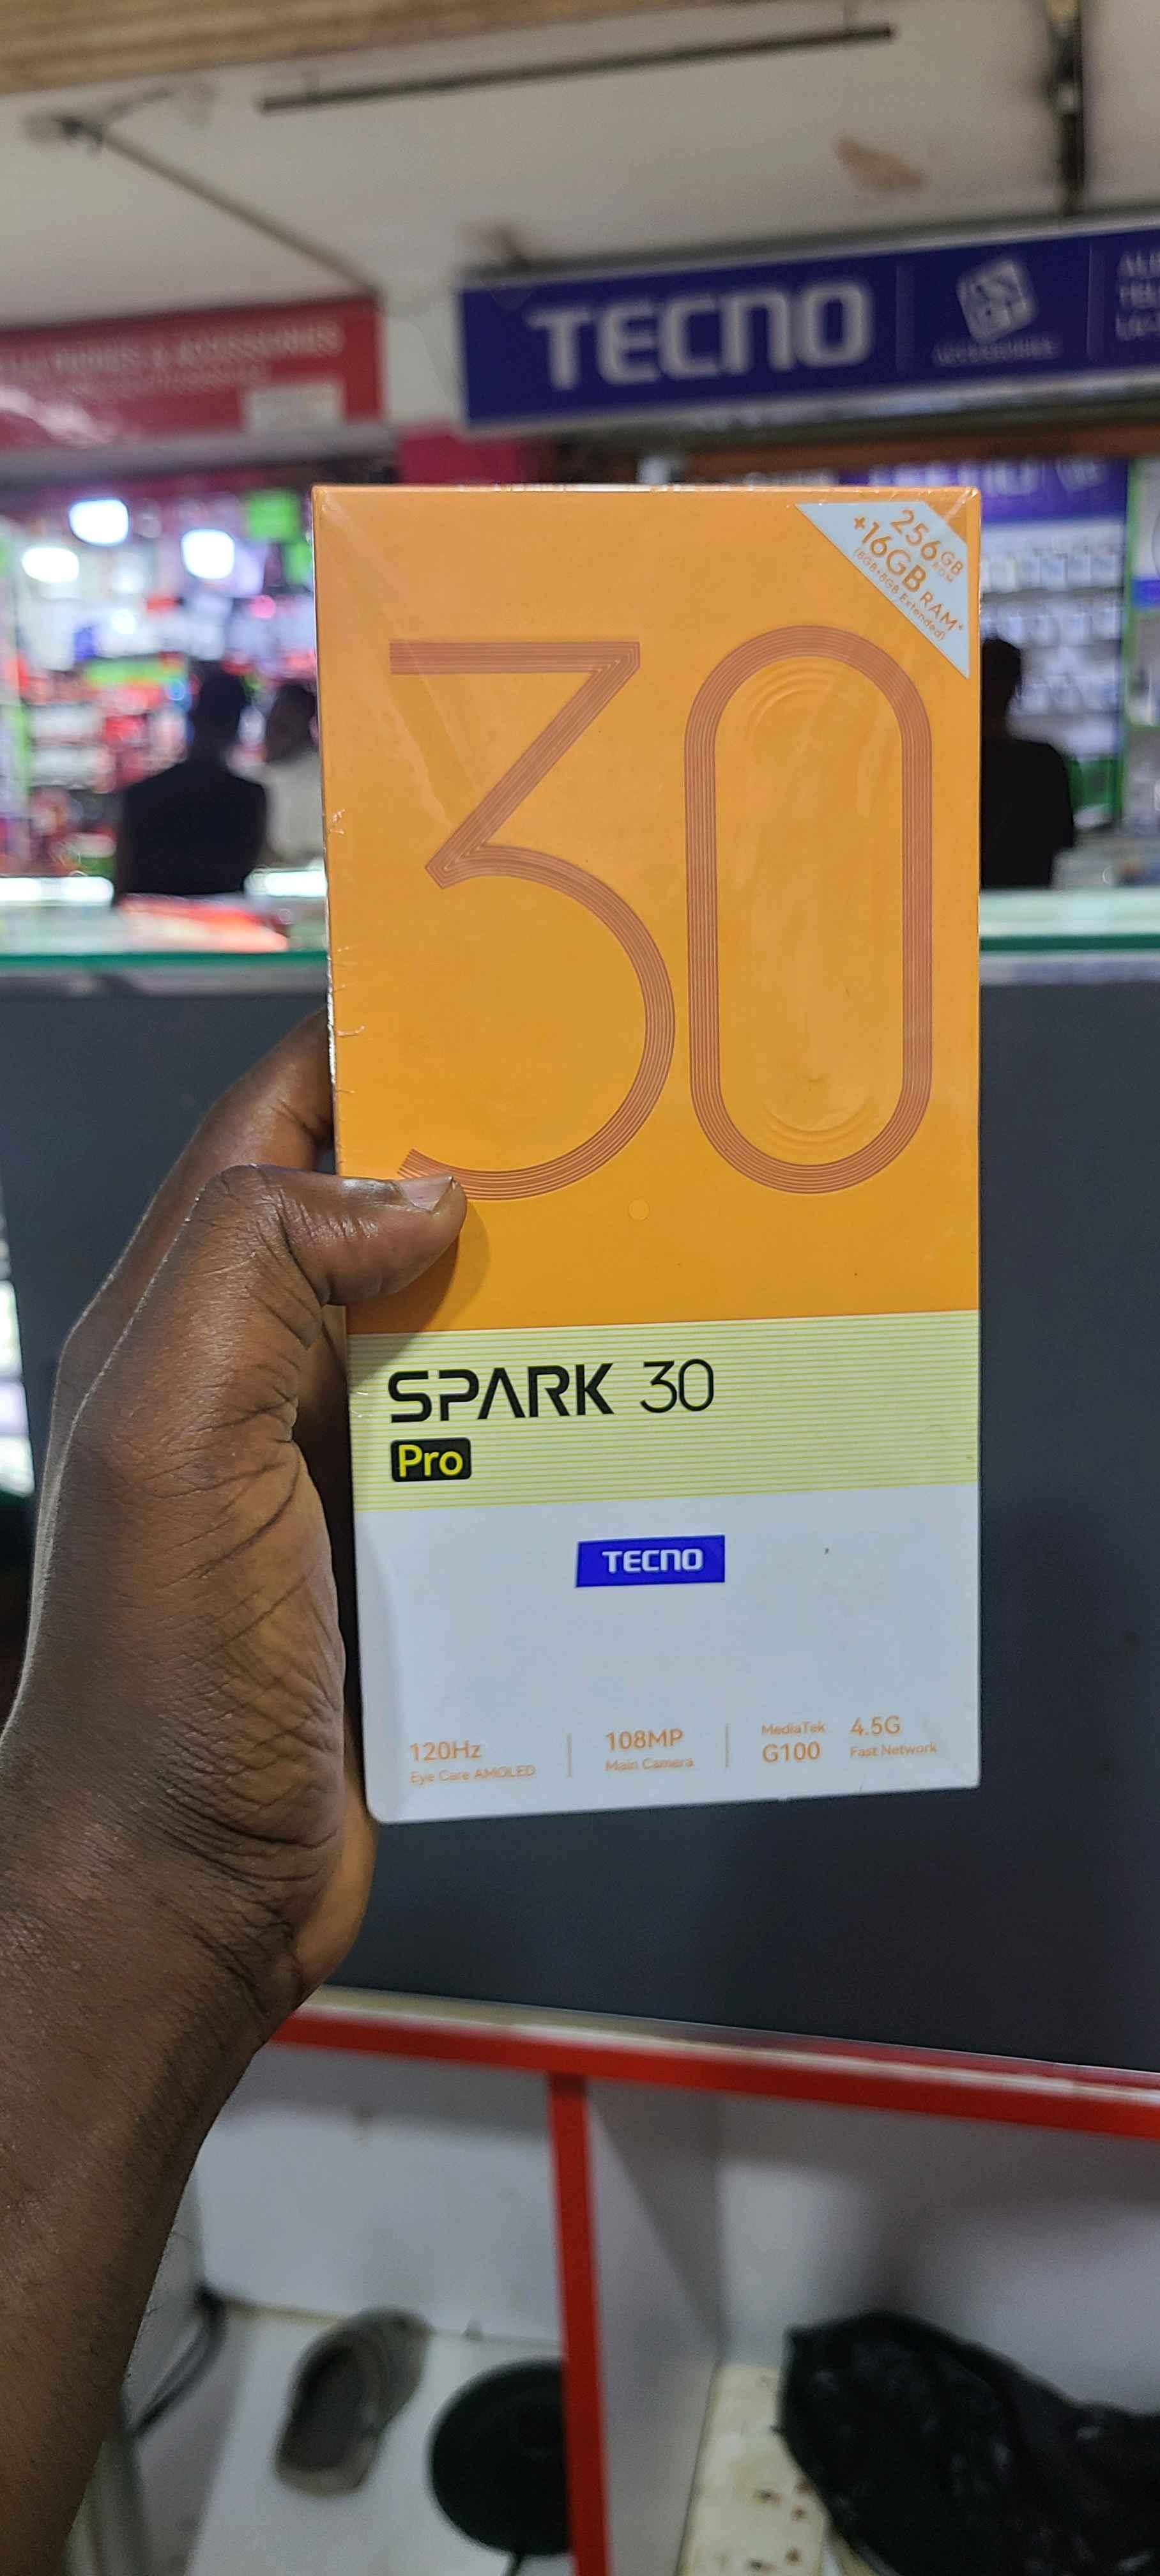 TECNO
ACCESSORIES
256GB
ROM
+16GB RAM*
(8GB+8GB Extended)
30
SPARK 30
Pro
TECNO
120Hz
Eye Care AMOLED
108MP
Main Camera
MediaTek
G100
4.5G
Fast Network